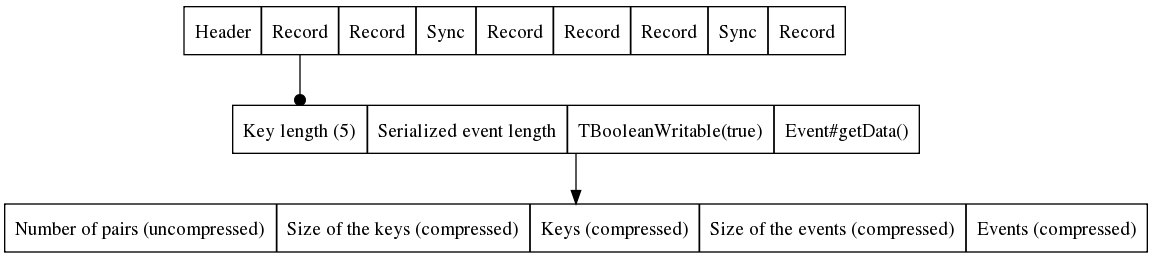 Header Record Record Sync Record Record Record Sync Record
Key length (5) Serialized event length TBooleanWritable(true) Event#getData()
Number of pairs (uncompressed) Size of the keys (compressed) Keys (compressed) Size of the events (compressed) Events (compressed)